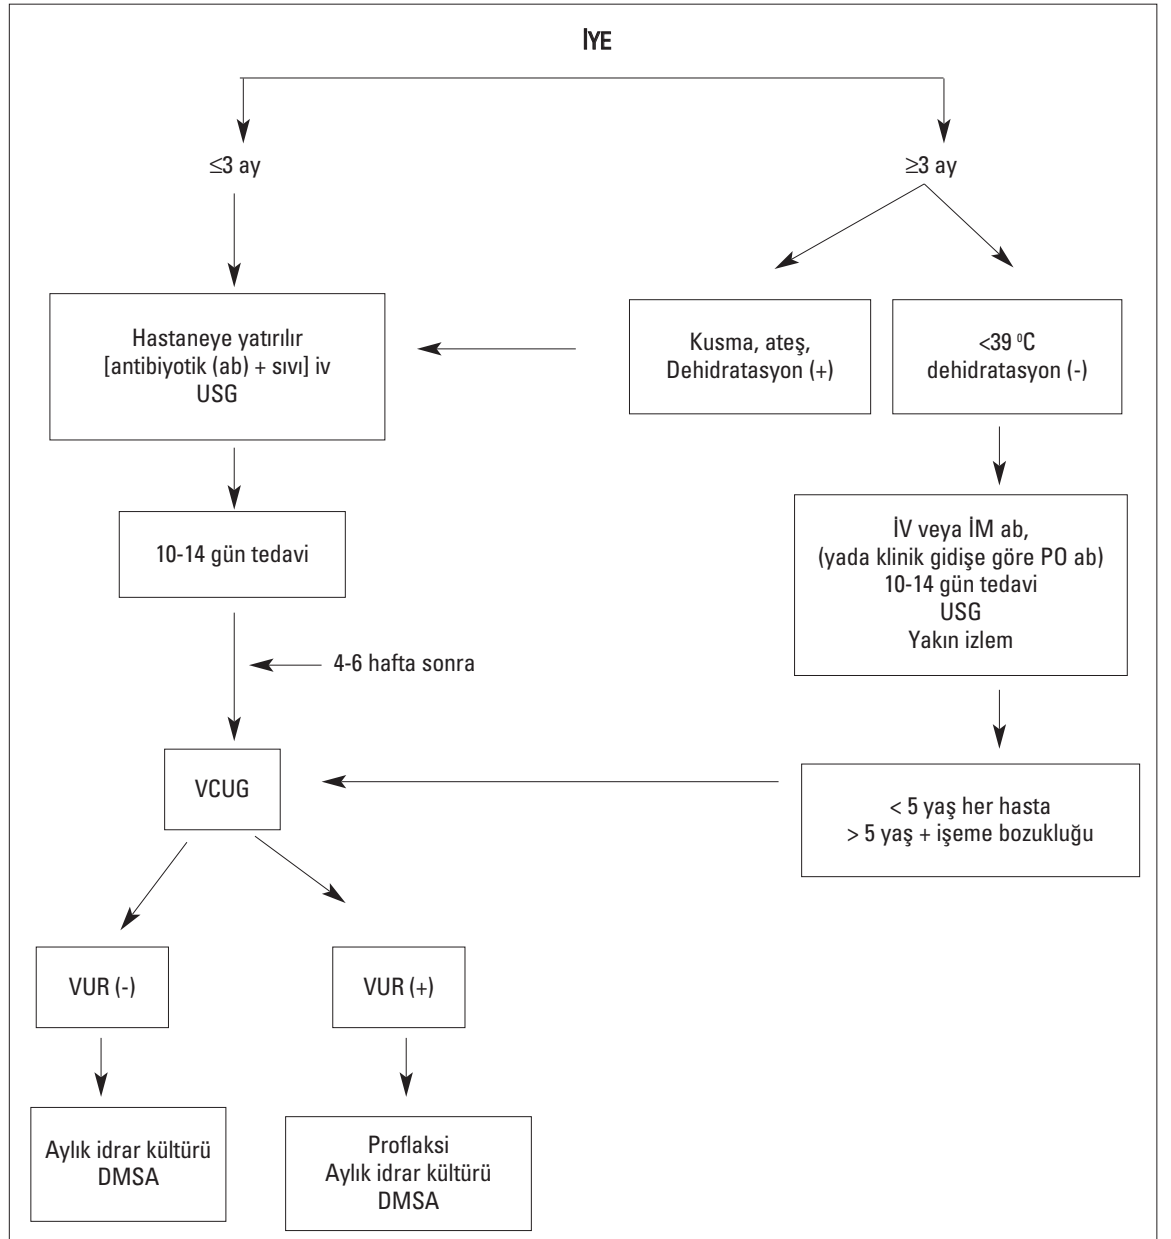 İYE
≤3 ay
≥3 ay
Hastaneye yatırılır
[antibiyotik (ab) + sıvı] iv
USG
Kusma, ateş,
Dehidratasyon (+)
<39 ⁰C
dehidratasyon (-)
10-14 gün tedavi
İV veya İM ab,
(yada klinik gidişe göre PO ab)
10-14 gün tedavi
USG
Yakın izlem
4-6 hafta sonra
VCUG
< 5 yaş her hasta
> 5 yaş + işeme bozukluğu
VUR (-)
VUR (+)
Aylık idrar kültürü
DMSA
Proflaksi
Aylık idrar kültürü
DMSA